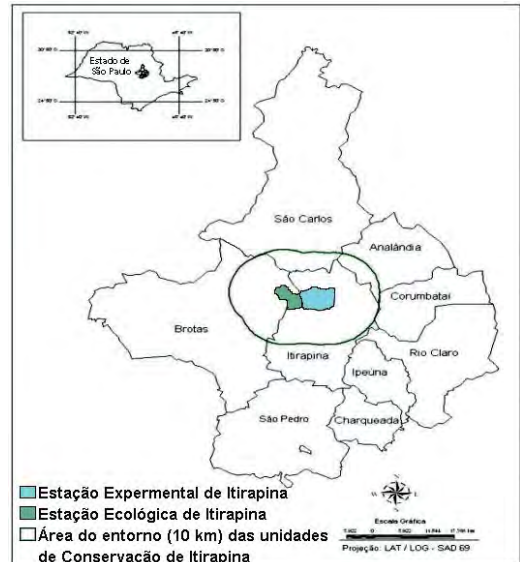 Estado de
São Paulo
São Carlos
Analândia
Corumbataí
Brotas
Itirapina
Rio Claro
Ipeúna
São Pedro
Charqueada
Estação Expermental de Itirapina
Estação Ecológica de Itirapina
Área do entorno (10 km) das unidades
de Conservação de Itirapina
Escala Gráfica
Projeção: LAT / LOG - SAD 69